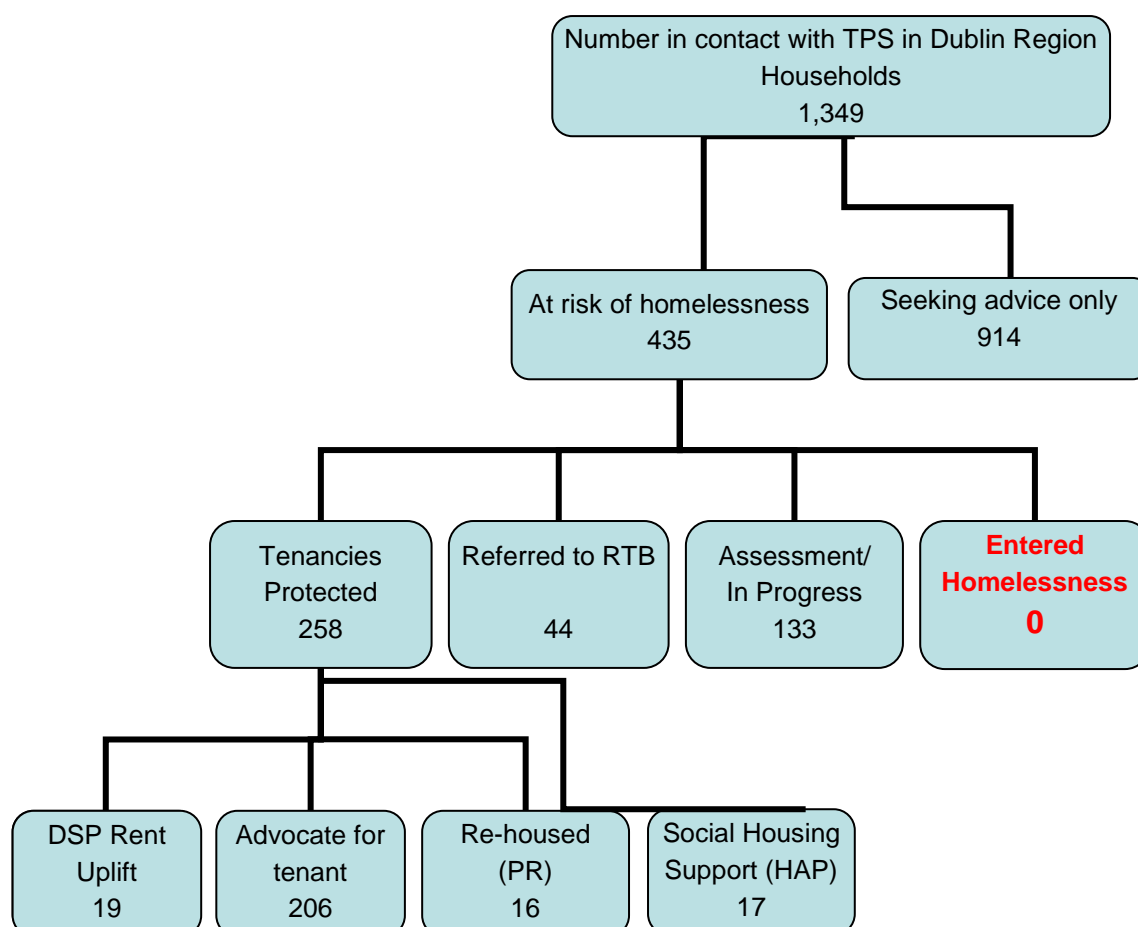 Number in contact with TPS in Dublin Region
Households
1,349
At risk of homelessness
435
Seeking advice only
914
Tenancies
Protected
258
Referred to RTB
44
Assessment/
In Progress
133
Entered
Homelessness
0
DSP Rent
Uplift
19
Advocate for
tenant
206
Re-housed
(PR)
16
Social Housing
Support (HAP)
17